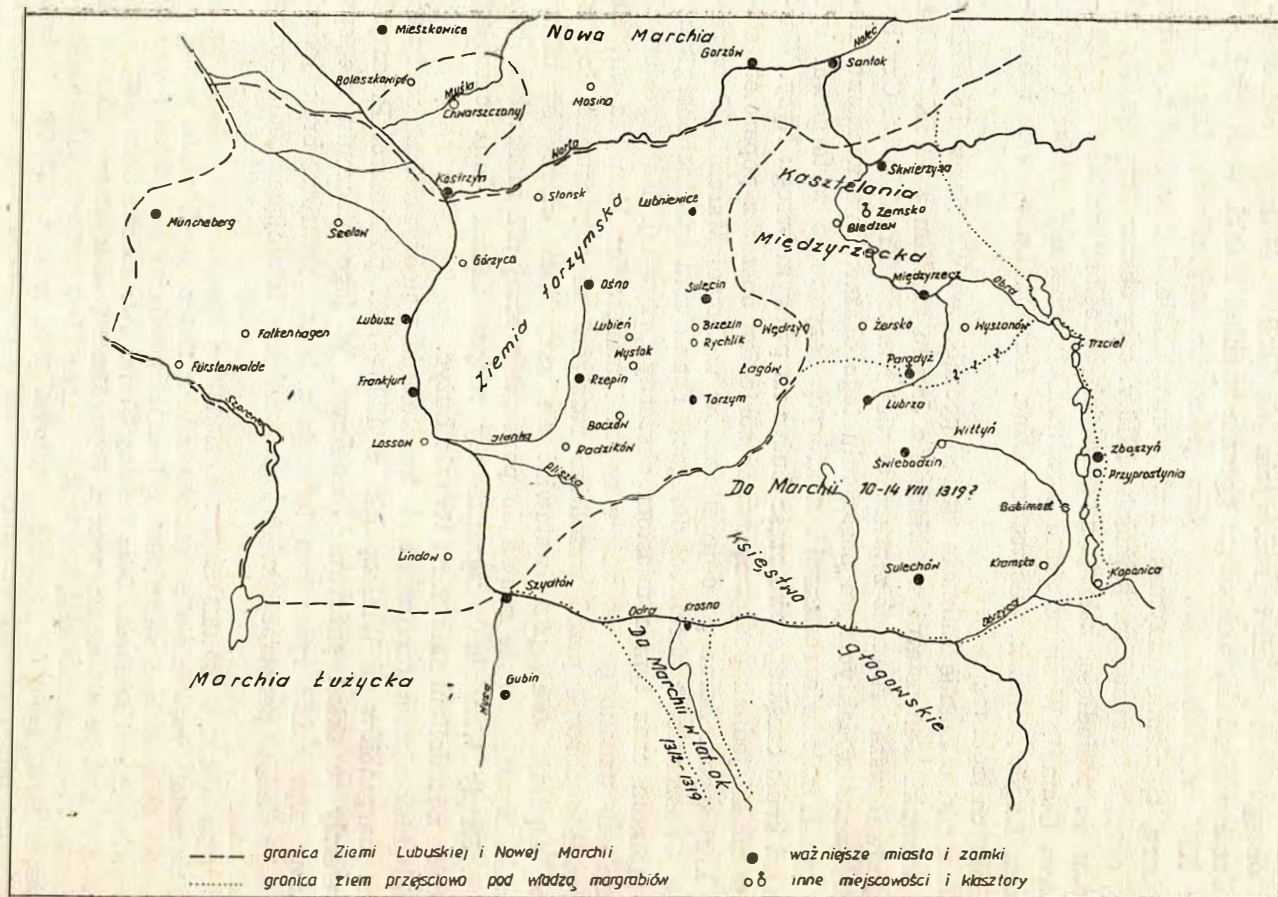 Mieszkowice
Nowa Marchia
Gorzów
Noteć
Santok
Boleszkowice
Myśla
Chwarszczany
Mosina
Warta
Kostrzyn
Słońsk
Lubniewice
Skwierzyna
Kasztelania
Zemsko
Bledzew
Müncheberg
Seelow
Górzyca
Międzyrzecka
Międzyrzecz
Obra
Ziemia torzymska
Ośno
Sulęcin
Lubusz
Falkenhagen
Lubień
Brzezin
Rychlik
Wędrzyn
Żarsko
Wyszanów
Trzciel
Fürstenwalde
Wystok
Paradyż
Łagów
Frankfurt
Rzepin
Torzym
Lubrza
Boczów
Lossow
Ilanka
Radzików
Wittyń
Świebodzin
Zbąszyń
Przyprostynia
Pliszka
Do Marchii 10-14 VIII 1319?
Babimost
Lindow
Księstwo
Sulechów
Kramsko
Kopanica
Szydłów
Odra
Krosno
Obrzyca
głogowskie
Marchia Łużycka
Gubin
Nysa
Do Marchii w lat. ok.
1312-1319
granica Ziemi Lubuskiej i Nowej Marchii
ważniejsze miasta i zamki
granica ziem przejściowo pod władzą margrabiów
inne miejscowości i klasztory